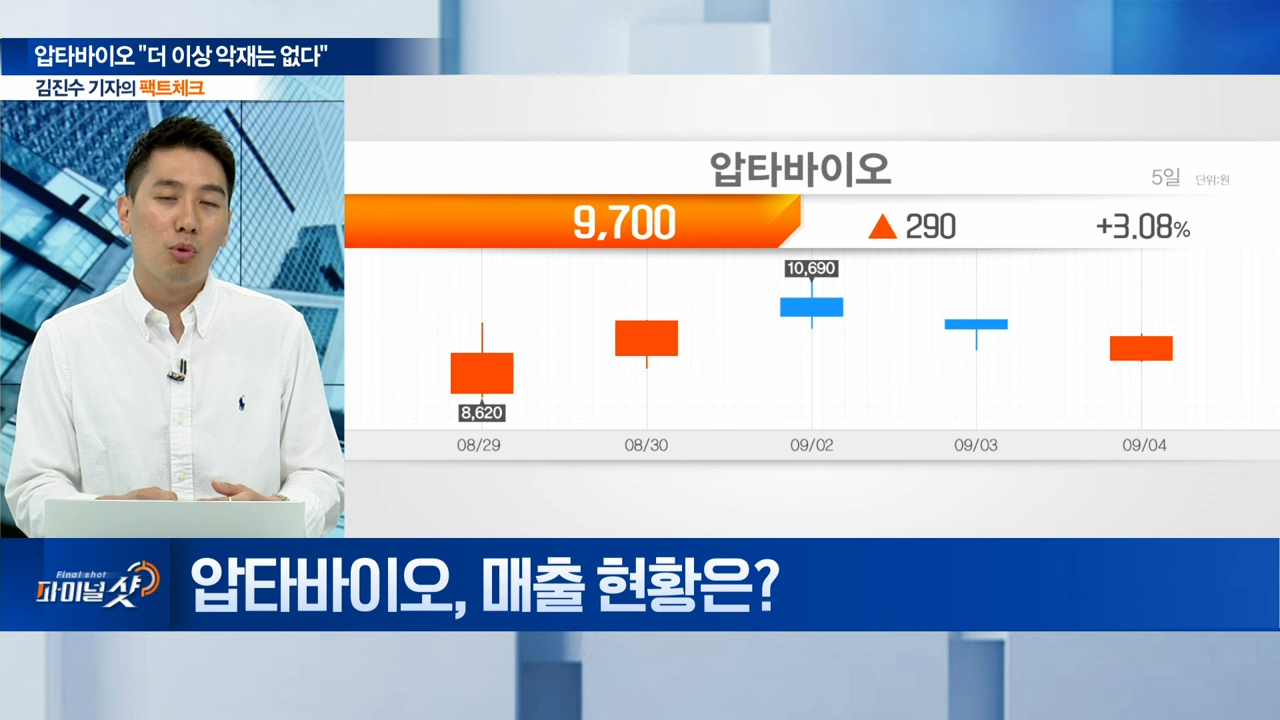 압타바이오 "더 이상 악재는 없다"
김진수 기자의 팩트체크
압타바이오
5일 단위:원
9,700 ▲ 290 +3.08%
10,690
8,620
08/29 08/30 09/02 09/03 09/04
Final shot
파이널샷
압타바이오, 매출 현황은?